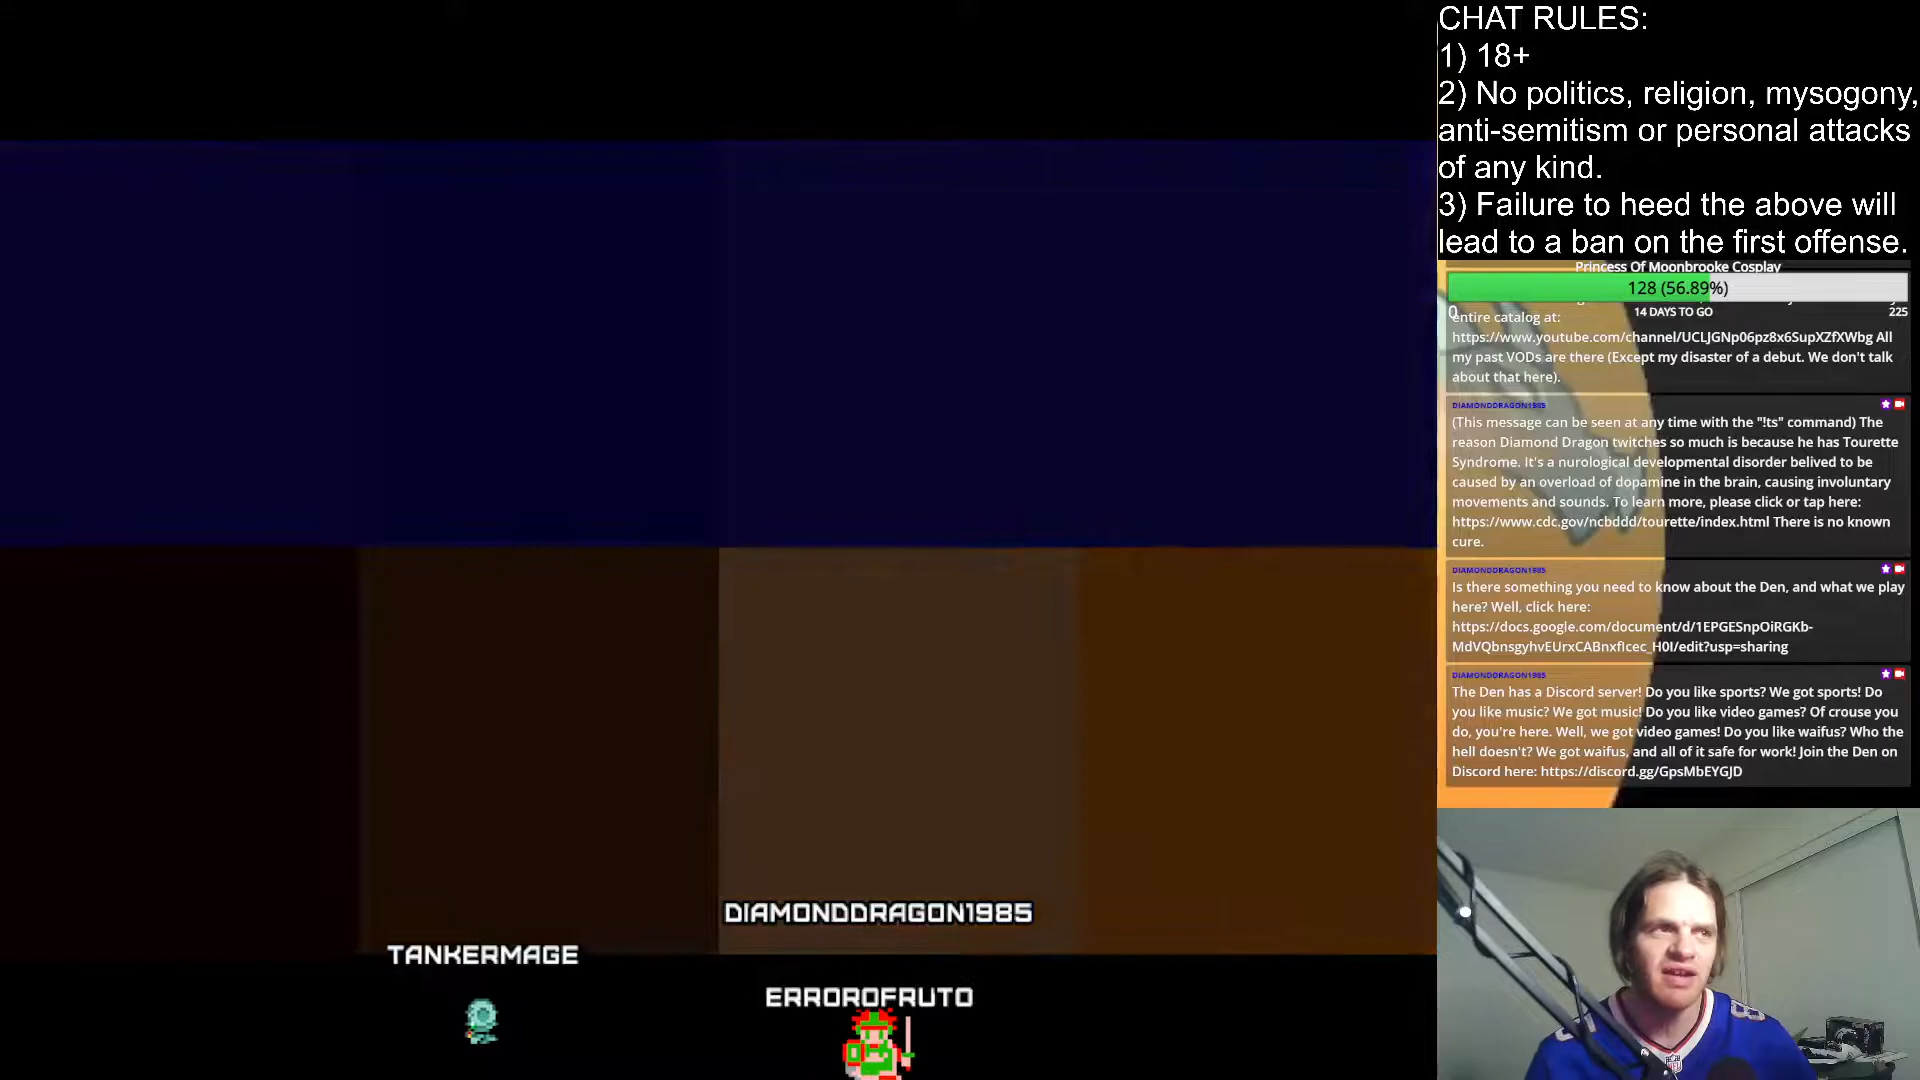 CHAT RULES:
1) 18+
2) No politics, religion, mysogony,
anti-semitism or personal attacks
of any kind.
3) Failure to heed the above will
lead to a ban on the first offense.
Princess Of Moonbrooke Cosplay
128 (56.89%)
0
14 DAYS TO GO
225
entire catalog at:
https://www.youtube.com/channel/UCLJGNp06pz8x6SupXZfXWbg All
my past VODs are there (Except my disaster of a debut. We don't talk
about that here).
DIAMONDDRAGON1985
(This message can be seen at any time with the "!ts" command) The
reason Diamond Dragon twitches so much is because he has Tourette
Syndrome. It's a nurological developmental disorder belived to be
caused by an overload of dopamine in the brain, causing involuntary
movements and sounds. To learn more, please click or tap here:
https://www.cdc.gov/ncbddd/tourette/index.html There is no known
cure.
DIAMONDDRAGON1985
Is there something you need to know about the Den, and what we play
here? Well, click here:
https://docs.google.com/document/d/1EPGESnpOiRGKb-
MdVQbnsgyhvEUrxCABnxfIcec_H0I/edit?usp=sharing
DIAMONDDRAGON1985
The Den has a Discord server! Do you like sports? We got sports! Do
you like music? We got music! Do you like video games? Of crouse you
do, you're here. Well, we got video games! Do you like waifus? Who the
hell doesn't? We got waifus, and all of it safe for work! Join the Den on
Discord here: https://discord.gg/GpsMbEYGJD
DIAMONDDRAGON1985
TANKERMAGE
ERROROFRUTO